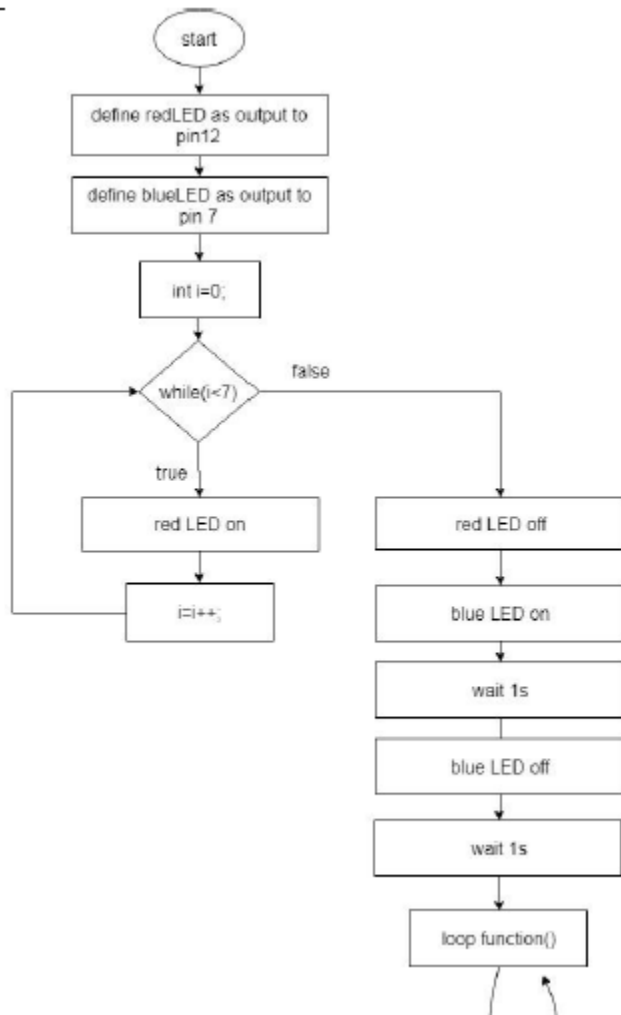 start
define redLED as output to
pin12
define blueLED as output to
pin 7
int i=0;
while(i<7)
false
true
red LED on
i=i++;
red LED off
blue LED on
wait 1s
blue LED off
wait 1s
loop function()